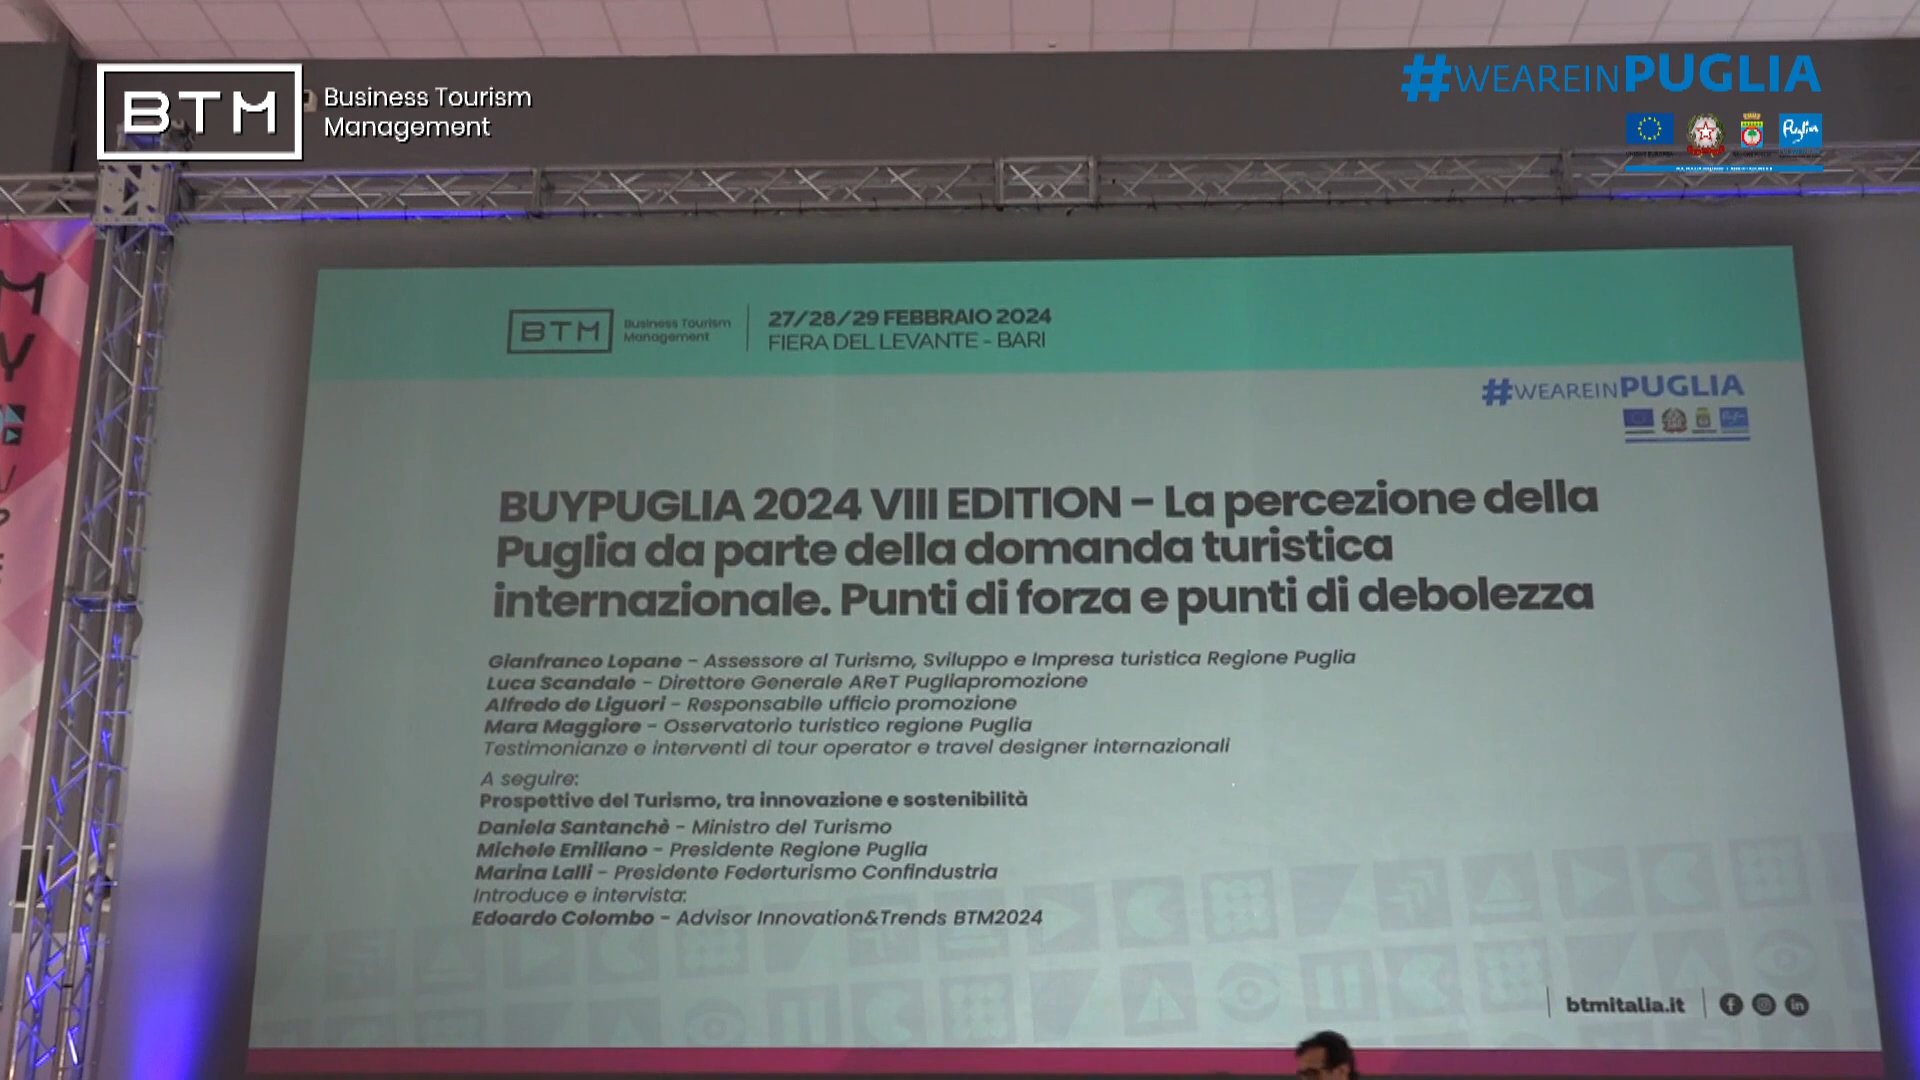 BTM
Business Tourism
Management
#WEAREINPUGLIA
Puglia
BTM
Business Tourism
Management
27/28/29 FEBBRAIO 2024
FIERA DEL LEVANTE - BARI
#WEAREINPUGLIA
BUYPUGLIA 2024 VIII EDITION – La percezione della
Puglia da parte della domanda turistica
internazionale. Punti di forza e punti di debolezza
Gianfranco Lopane – Assessore al Turismo, Sviluppo e Impresa turistica Regione Puglia
Luca Scandale – Direttore Generale AReT Pugliapromozione
Alfredo de Liguori – Responsabile ufficio promozione
Mara Maggiore – Osservatorio turistico regione Puglia
Testimonianze e interventi di tour operator e travel designer internazionali
A seguire:
Prospettive del Turismo, tra innovazione e sostenibilità
Daniela Santanchè – Ministro del Turismo
Michele Emiliano – Presidente Regione Puglia
Marina Lalli – Presidente Federturismo Confindustria
Introduce e intervista:
Edoardo Colombo – Advisor Innovation&Trends BTM2024
btmitalia.it